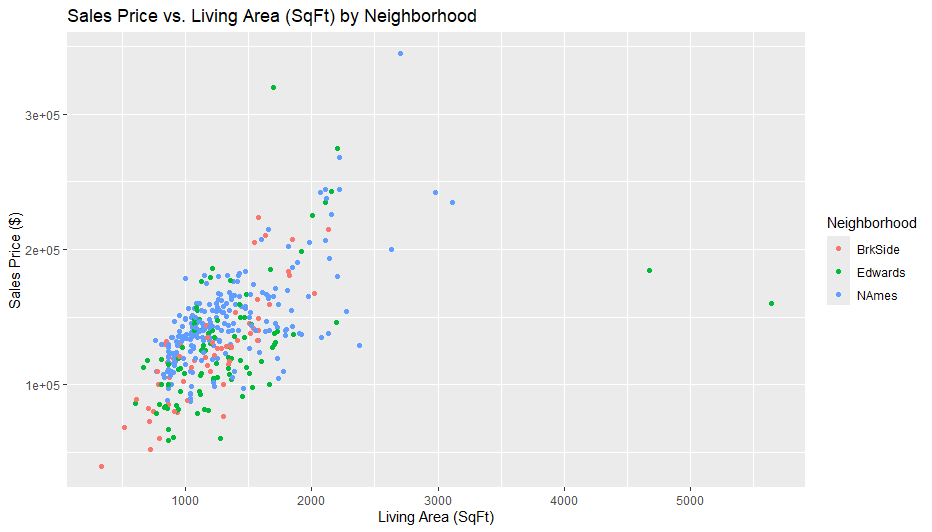 Sales Price vs. Living Area (SqFt) by Neighborhood
3e+05
2e+05
1e+05
Sales Price ($)
1000 2000 3000 4000 5000
Living Area (SqFt)
Neighborhood
BrkSide
Edwards
NAmes